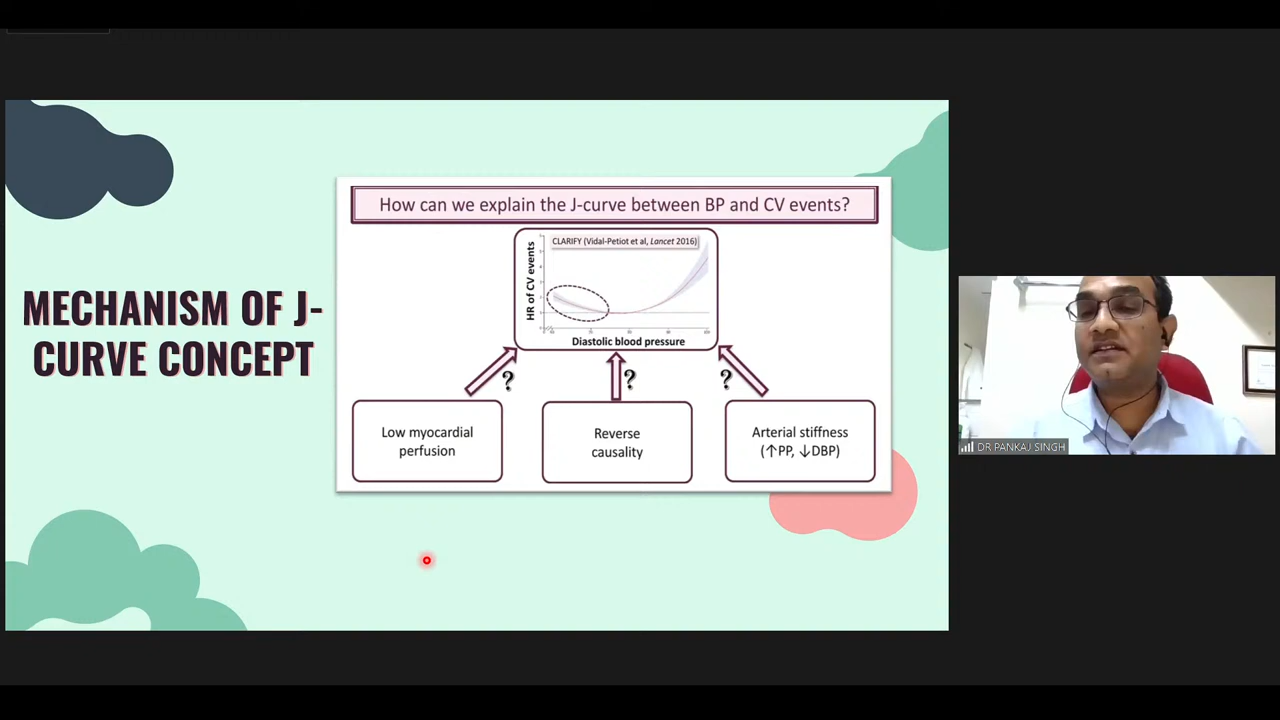 MECHANISM OF J-
CURVE CONCEPT
How can we explain the J-curve between BP and CV events?
CLARIFY (Vidal-Petiot et al, Lancet 2016)
HR of CV events
Diastolic blood pressure
?
?
?
Low myocardial
perfusion
Reverse
causality
Arterial stiffness
(↑PP, ↓DBP)
DR PANKAJ SINGH